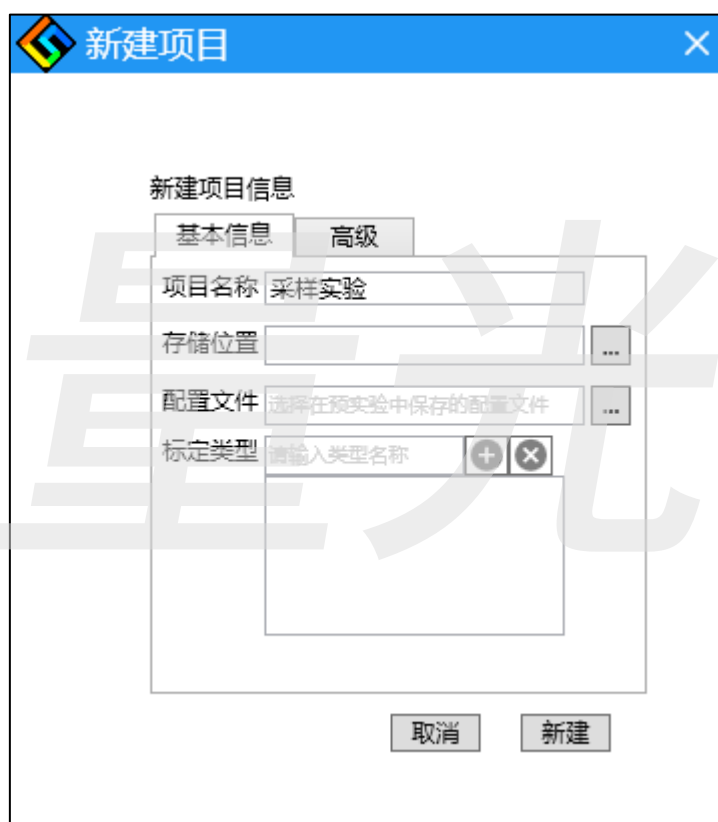 新建项目
新建项目信息
基本信息 高级
项目名称 采样实验
存储位置 ...
配置文件 选择在预实验中保存的配置文件 ...
标定类型 请输入类型名称
取消 新建
量光